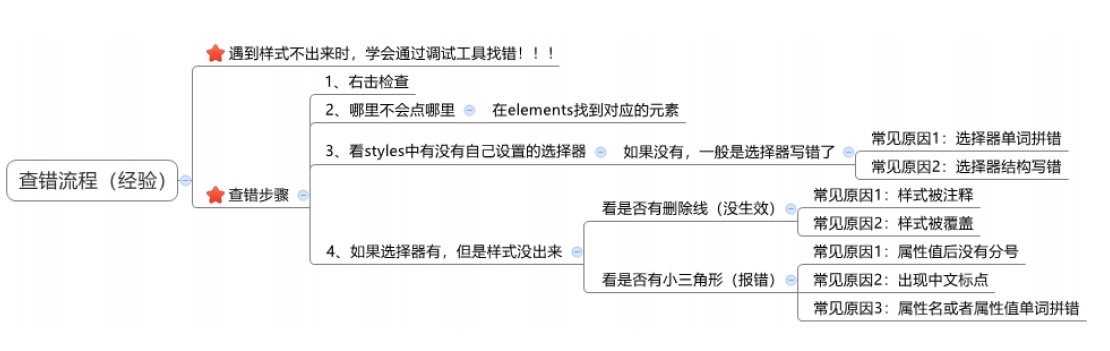 查错流程（经验）
遇到样式不出来时，学会通过调试工具找错！！！
查错步骤
1、右击检查
2、哪里不会点哪里
在elements找到对应的元素
3、看styles中有没有自己设置的选择器
如果没有，一般是选择器写错了
常见原因1：选择器单词拼错
常见原因2：选择器结构写错
4、如果选择器有，但是样式没出来
看是否有删除线（没生效）
常见原因1：样式被注释
常见原因2：样式被覆盖
看是否有小三角形（报错）
常见原因1：属性值后没有分号
常见原因2：出现中文标点
常见原因3：属性名或者属性值单词拼错